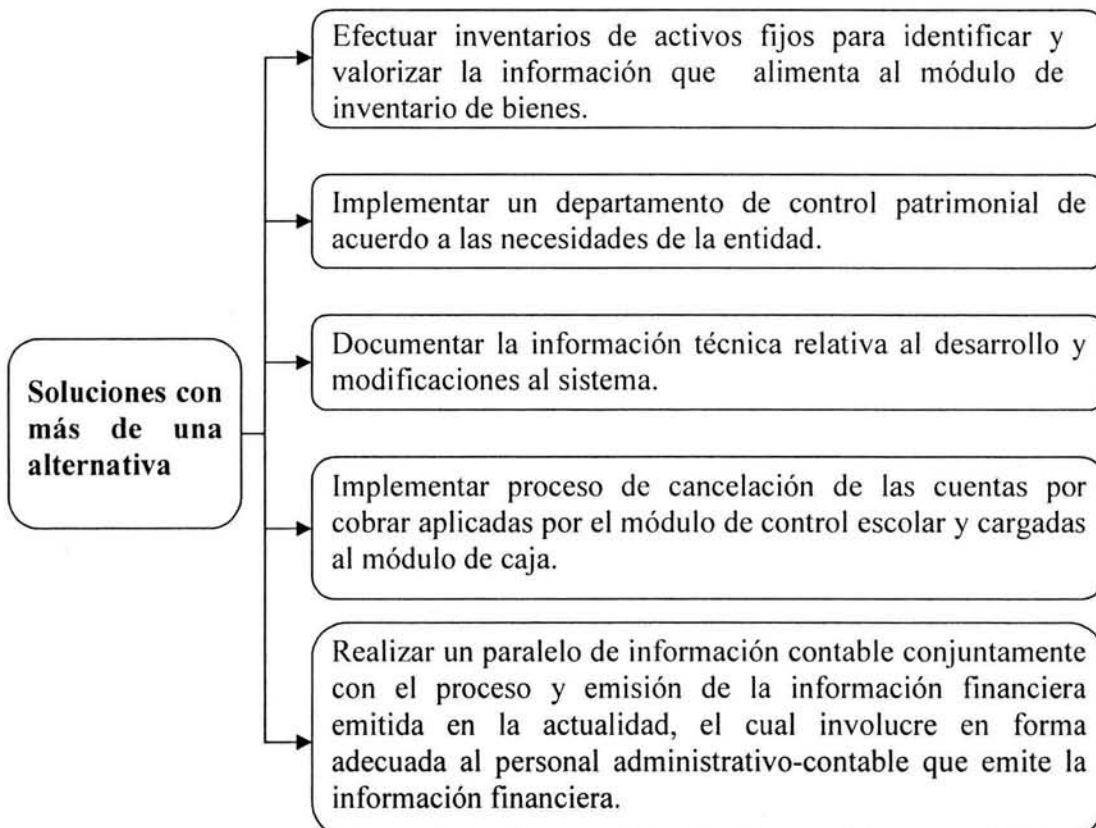 Efectuar inventarios de activos fijos para identificar y
valorizar la información que alimenta al módulo de
inventario de bienes.
Implementar un departamento de control patrimonial de
acuerdo a las necesidades de la entidad.
Documentar la información técnica relativa al desarrollo y
modificaciones al sistema.
Soluciones con
más de una
alternativa
Implementar proceso de cancelación de las cuentas por
cobrar aplicadas por el módulo de control escolar y cargadas
al módulo de caja.
Realizar un paralelo de información contable conjuntamente
con el proceso y emisión de la información financiera
emitida en la actualidad, el cual involucre en forma
adecuada al personal administrativo-contable que emite la
información financiera.